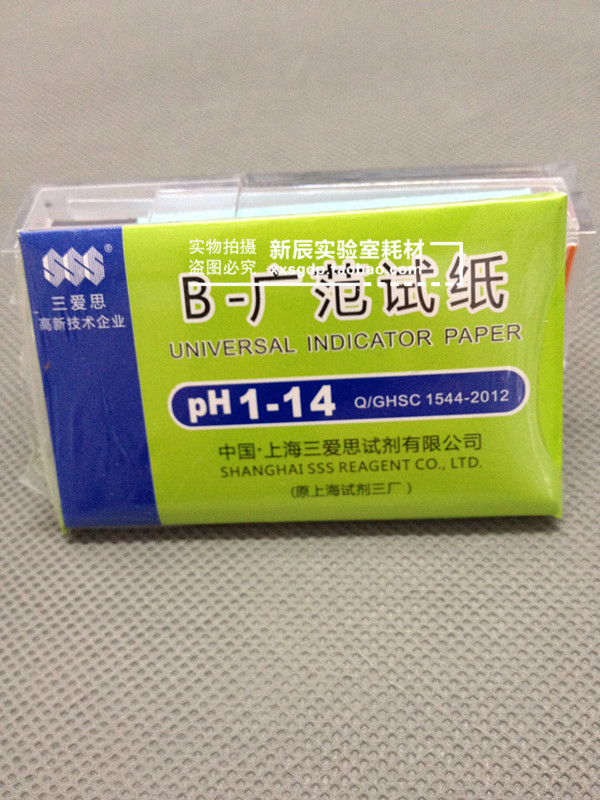 实物拍摄
盗图必究
新辰实验室耗材
SSS®
三爱思
高新技术企业
B-广范试纸
UNIVERSAL INDICATOR PAPER
pH 1-14 Q/GHSC 1544-2012
中国·上海三爱思试剂有限公司
SHANGHAI SSS REAGENT CO., LTD.
(原上海试剂三厂)